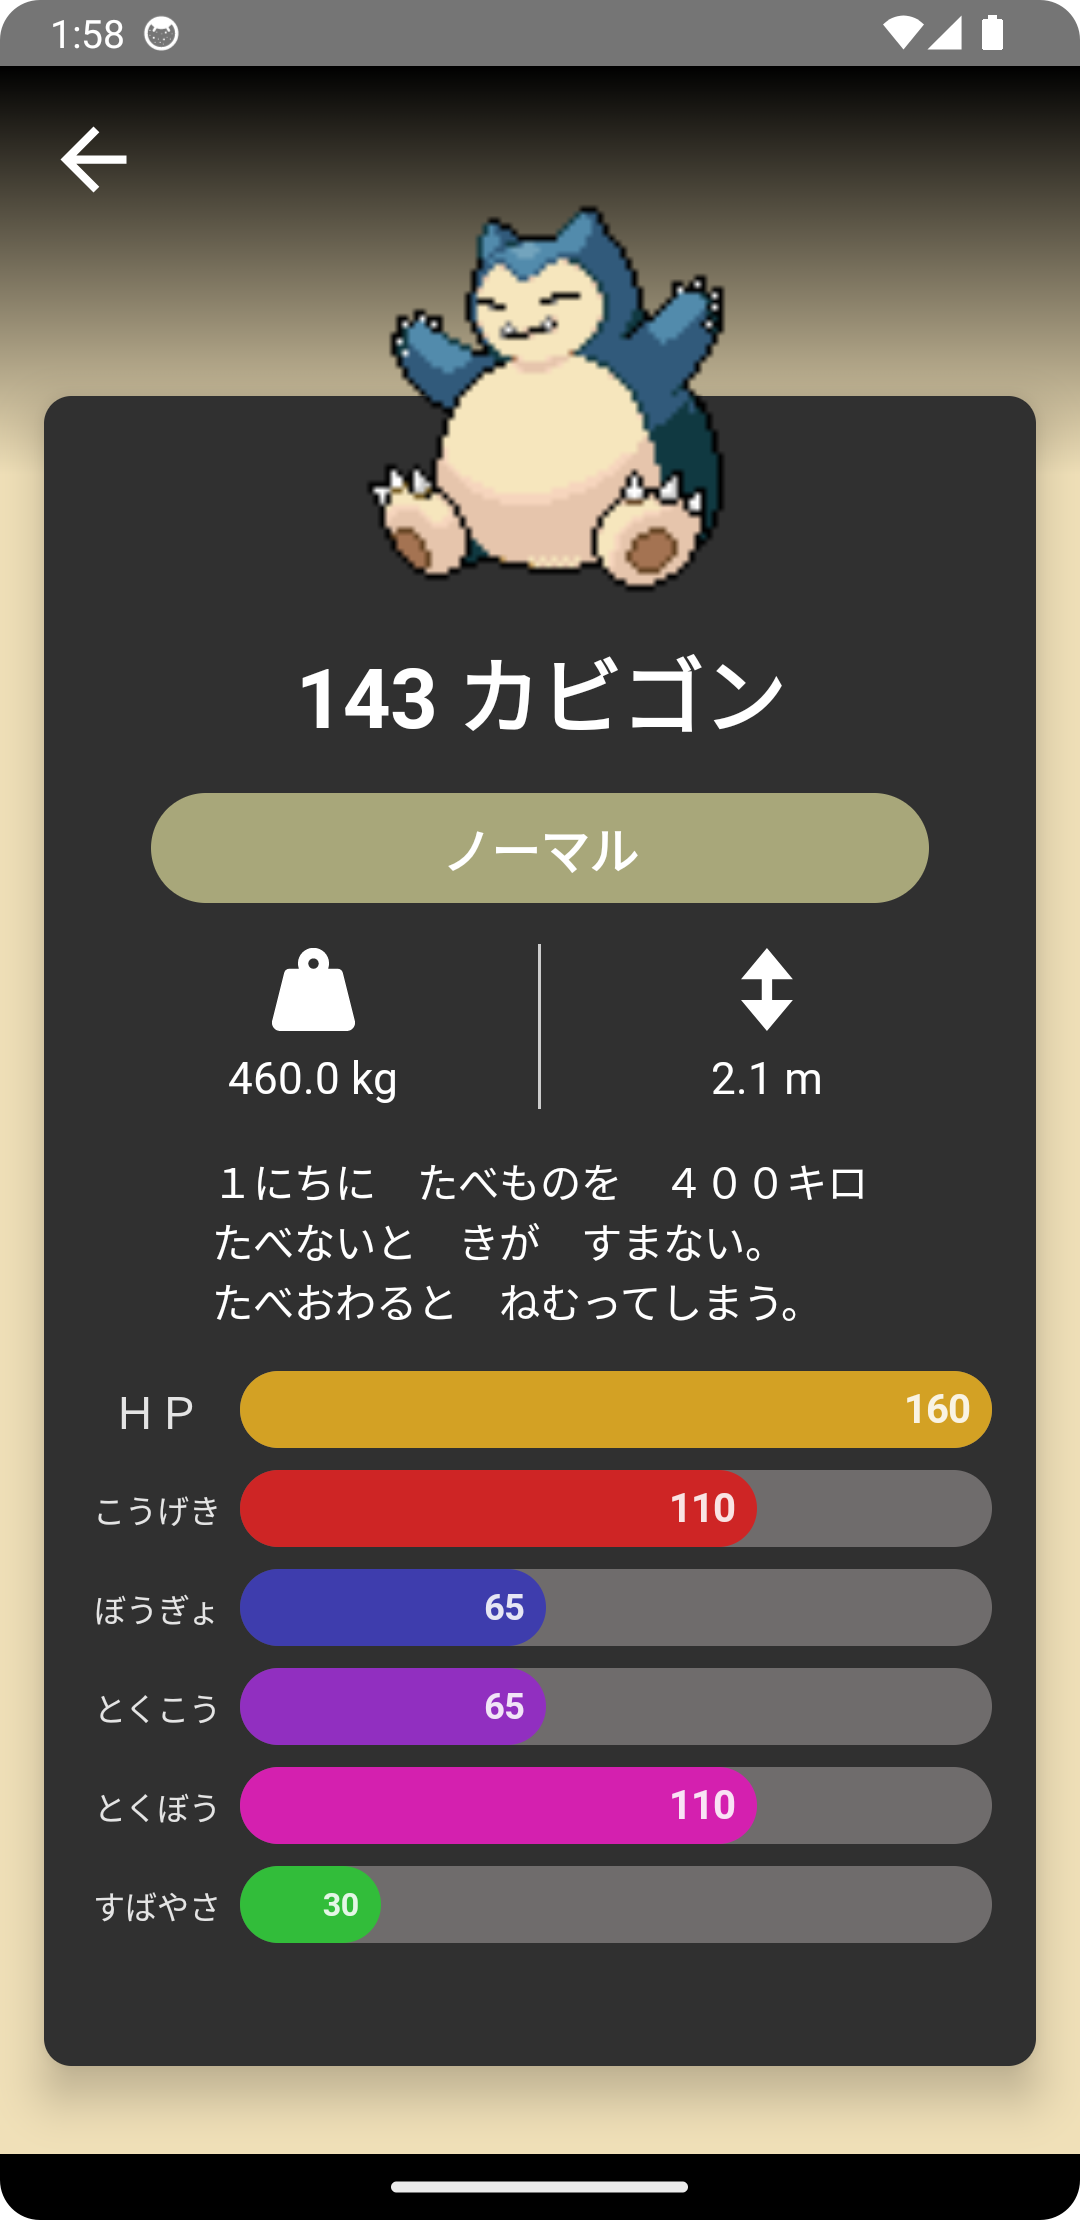 1:58
143 カビゴン
ノーマル
460.0 kg
2.1 m
１にちに　たべものを　４００キロ
たべないと　きが　すまない。
たべおわると　ねむってしまう。
ＨＰ 160
こうげき 110
ぼうぎょ 65
とくこう 65
とくぼう 110
すばやさ 30